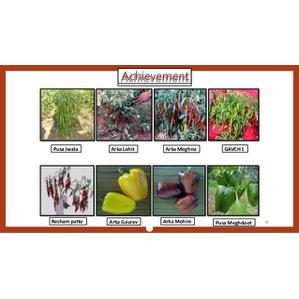 Achievement
Pusa Jwala
Arka Lohit
Arka Meghna
GAVCH 1
Resham patto
Arka Gaurav
Arka Mohini
Pusa Meghdoot